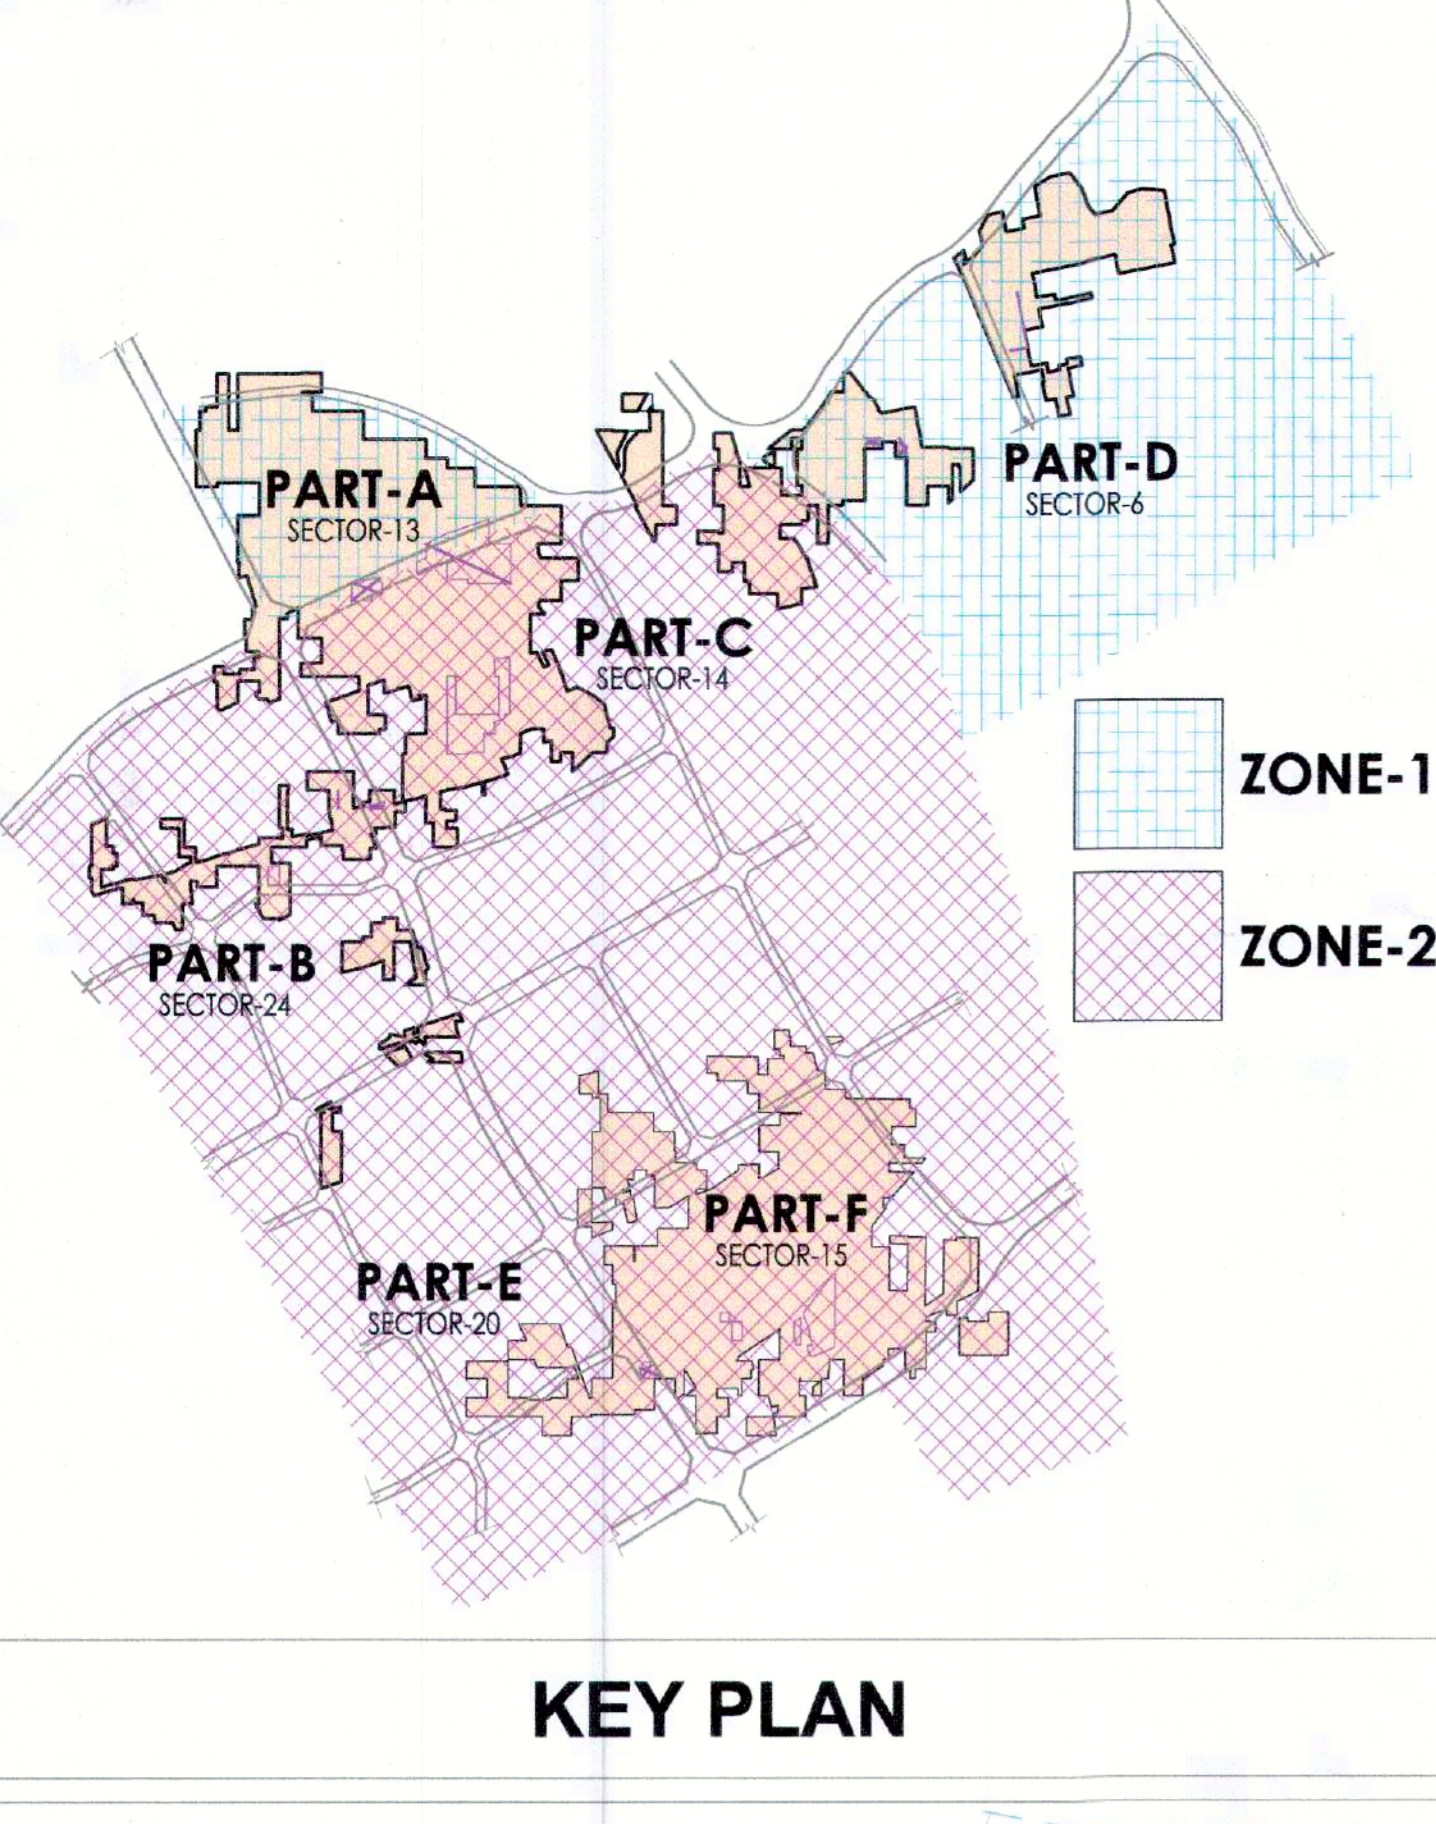 PART-A
SECTOR-13
PART-D
SECTOR-6
PART-C
SECTOR-14
ZONE-1
ZONE-2
PART-B
SECTOR-24
PART-F
SECTOR-15
PART-E
SECTOR-20
KEY PLAN